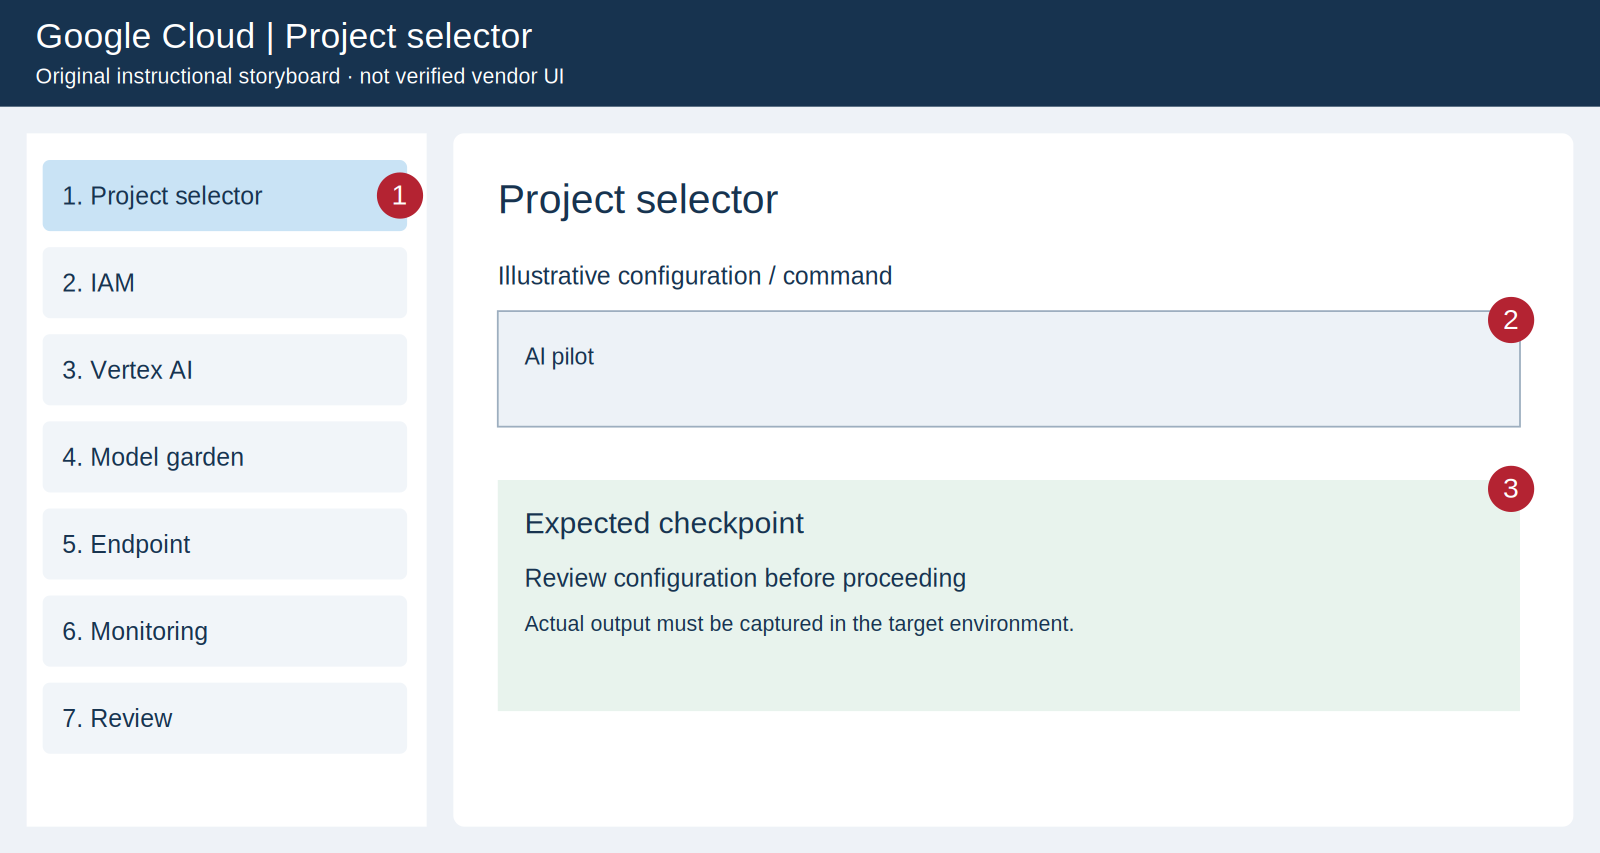 Google Cloud | Project selector
Original instructional storyboard · not verified vendor UI
1. Project selector
1
2. IAM
3. Vertex AI
4. Model garden
5. Endpoint
6. Monitoring
7. Review
Project selector
Illustrative configuration / command
2
AI pilot
3
Expected checkpoint
Review configuration before proceeding
Actual output must be captured in the target environment.